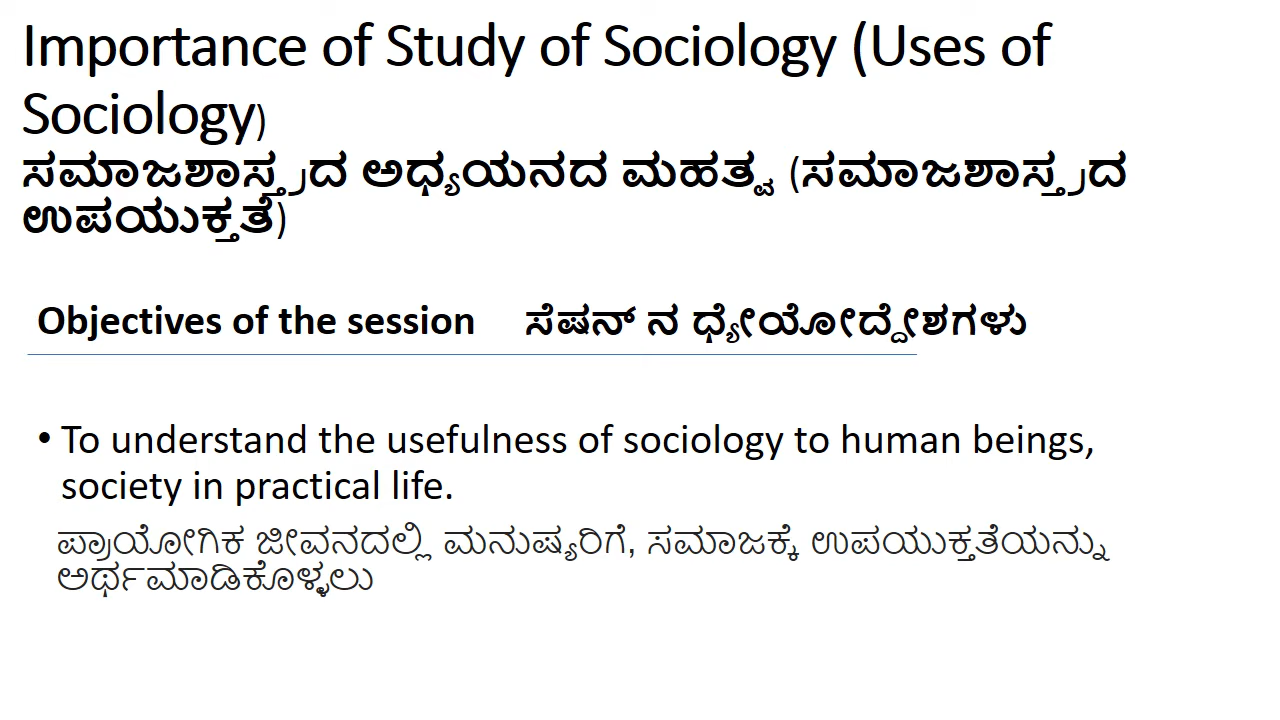 Importance of Study of Sociology (Uses of
Sociology)
ಸಮಾಜಶಾಸ್ತ್ರದ ಅಧ್ಯಯನದ ಮಹತ್ವ (ಸಮಾಜಶಾಸ್ತ್ರದ
ಉಪಯುಕ್ತತೆ)
Objectives of the session ಸೆಷನ್ ನ ಧ್ಯೇಯೋದ್ದೇಶಗಳು
• To understand the usefulness of sociology to human beings,
society in practical life.
ಪ್ರಾಯೋಗಿಕ ಜೀವನದಲ್ಲಿ ಮನುಷ್ಯರಿಗೆ, ಸಮಾಜಕ್ಕೆ ಉಪಯುಕ್ತತೆಯನ್ನು
ಅರ್ಥಮಾಡಿಕೊಳ್ಳಲು